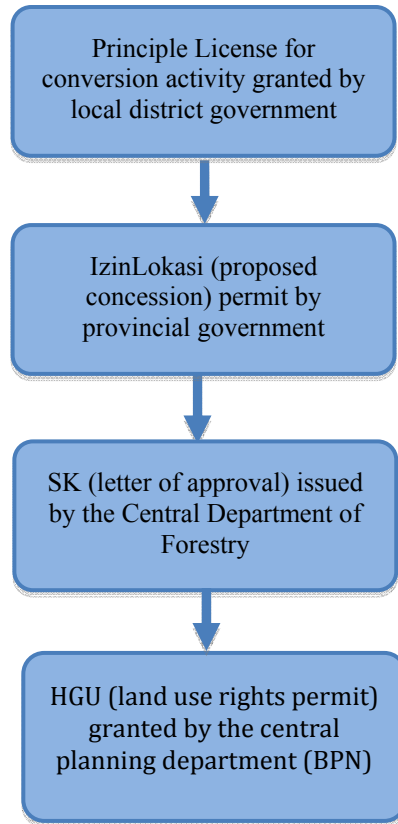 Principle License for
conversion activity granted by
local district government
IzinLokasi (proposed
concession) permit by
provincial government
SK (letter of approval) issued
by the Central Department of
Forestry
HGU (land use rights permit)
granted by the central
planning department (BPN)